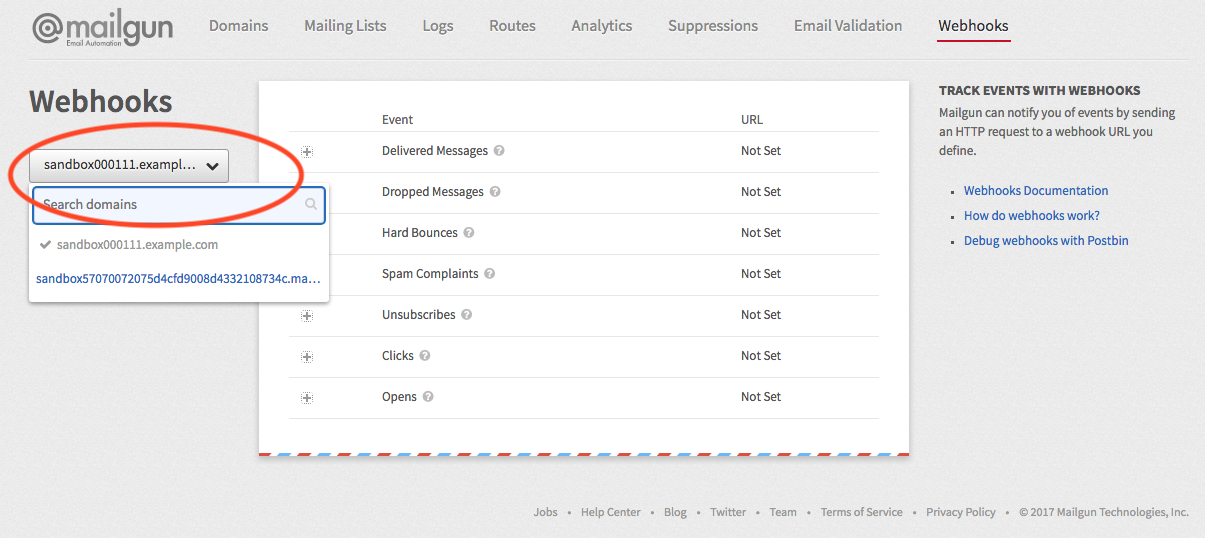 @mailgun
Email Automation
Domains
Mailing Lists
Logs
Routes
Analytics
Suppressions
Email Validation
Webhooks
Webhooks
sandbox000111.exampl...
Search domains
sandbox000111.example.com
sandbox57070072075d4cfd9008d4332108734c.ma...
Event URL
Delivered Messages ? Not Set
Dropped Messages ? Not Set
Hard Bounces ? Not Set
Spam Complaints ? Not Set
Unsubscribes ? Not Set
Clicks ? Not Set
Opens ? Not Set
TRACK EVENTS WITH WEBHOOKS
Mailgun can notify you of events by sending
an HTTP request to a webhook URL you
define.
Webhooks Documentation
How do webhooks work?
Debug webhooks with Postbin
Jobs • Help Center • Blog • Twitter • Team • Terms of Service • Privacy Policy • © 2017 Mailgun Technologies, Inc.